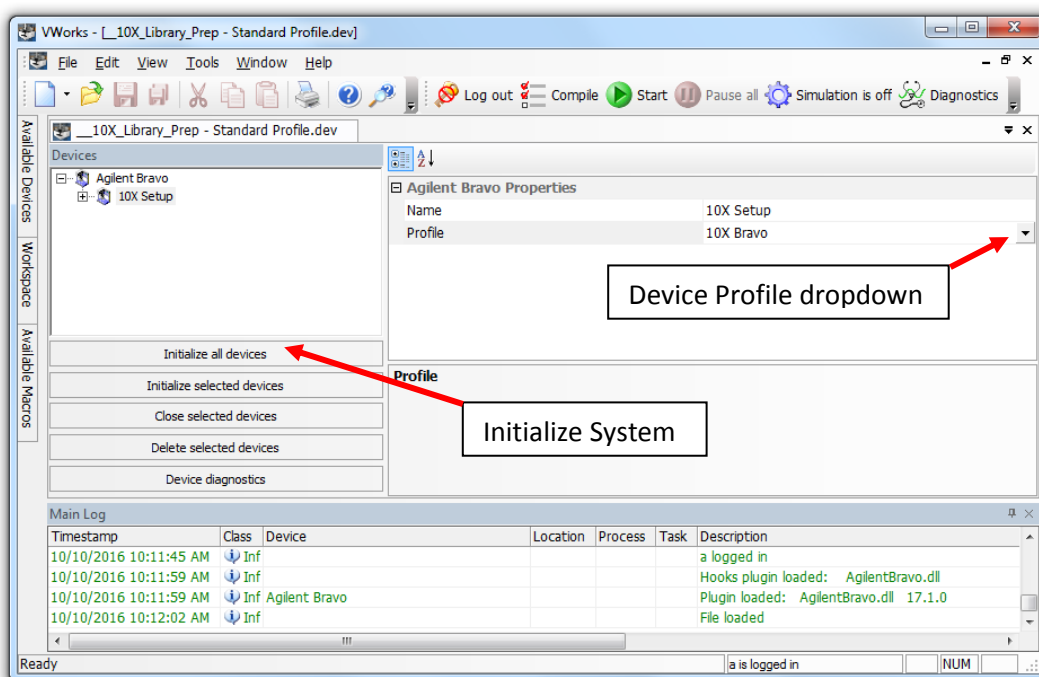 VWorks - [__10X_Library_Prep - Standard Profile.dev]
File Edit View Tools Window Help
Log out Compile Start Pause all Simulation is off Diagnostics
__10X_Library_Prep - Standard Profile.dev
Available Devices
Workspace
Available Macros
Devices
Agilent Bravo
10X Setup
Initialize all devices
Initialize selected devices
Close selected devices
Delete selected devices
Device diagnostics
Agilent Bravo Properties
Name 10X Setup
Profile 10X Bravo
Device Profile dropdown
Profile
Initialize System
Main Log
Timestamp Class Device Location Process Task Description
10/10/2016 10:11:45 AM Inf a logged in
10/10/2016 10:11:59 AM Inf Hooks plugin loaded: AgilentBravo.dll
10/10/2016 10:11:59 AM Inf Agilent Bravo Plugin loaded: AgilentBravo.dll 17.1.0
10/10/2016 10:12:02 AM Inf File loaded
Ready a is logged in NUM